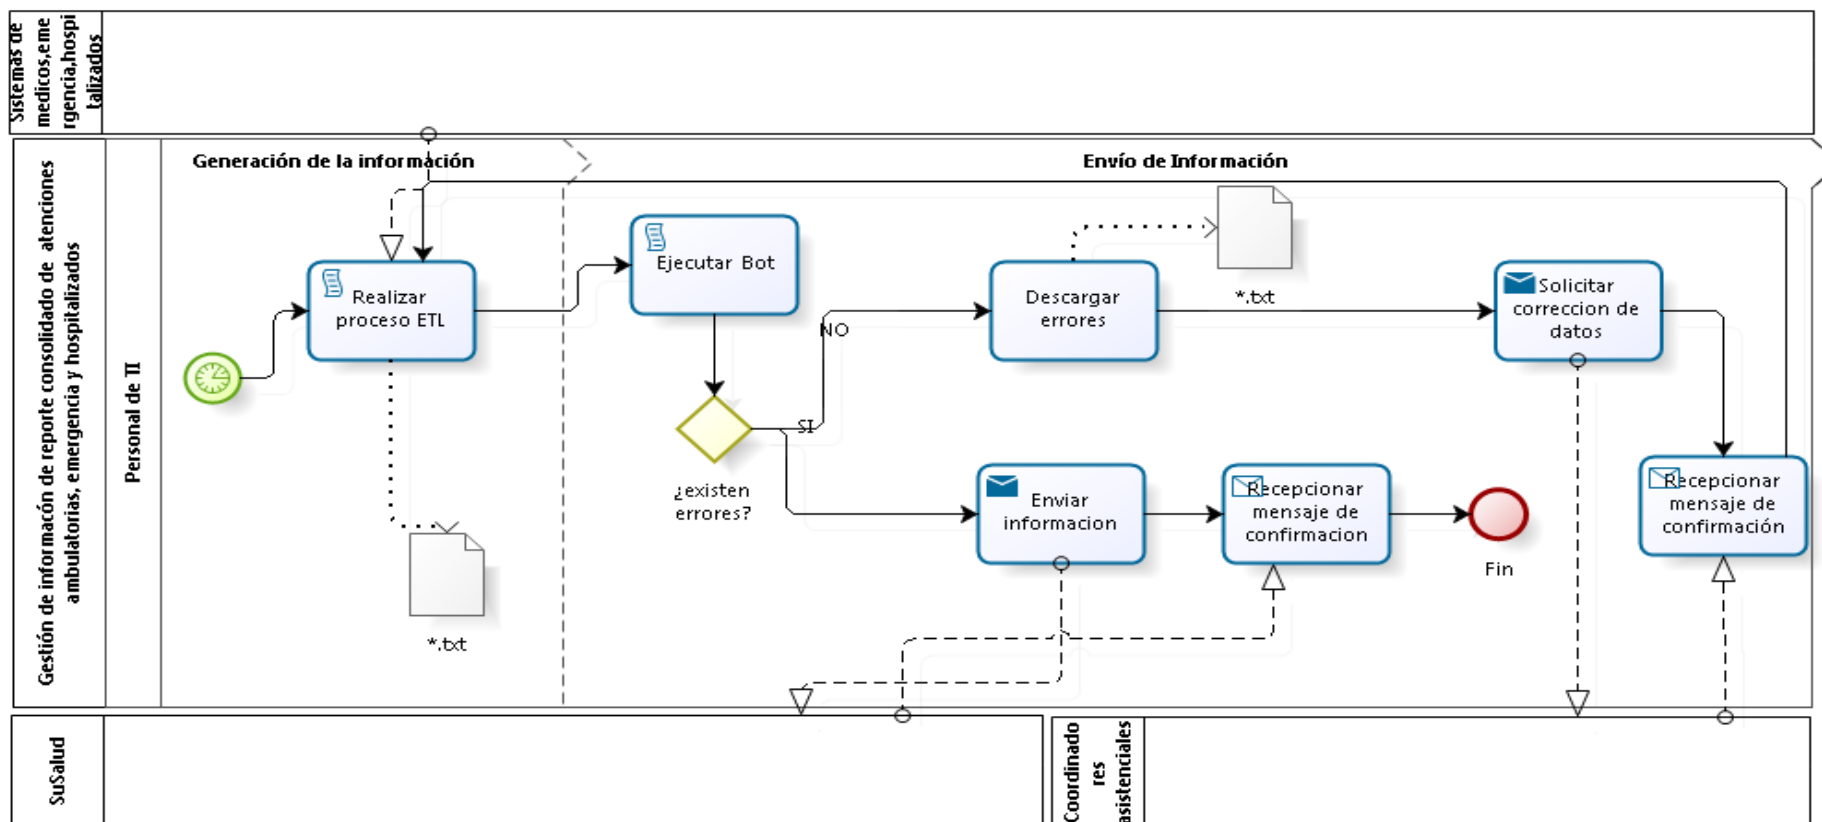 Sistemas de
medicos,eme
rgencia,hospi
talizados
Gestión de informacón de reporte consolidado de atenciones
ambulatorias, emergencia y hospitalizados
Personal de TI
Generación de la información
Envío de Información
Realizar
proceso ETL
*.txt
Ejecutar Bot
¿existen
errores?
NO
SI
Descargar
errores
*.txt
Solicitar
correccion de
datos
Enviar
informacion
Recepcionar
mensaje de
confirmacion
Fin
Recepcionar
mensaje de
confirmación
SuSalud
Coordinado
res
asistenciales